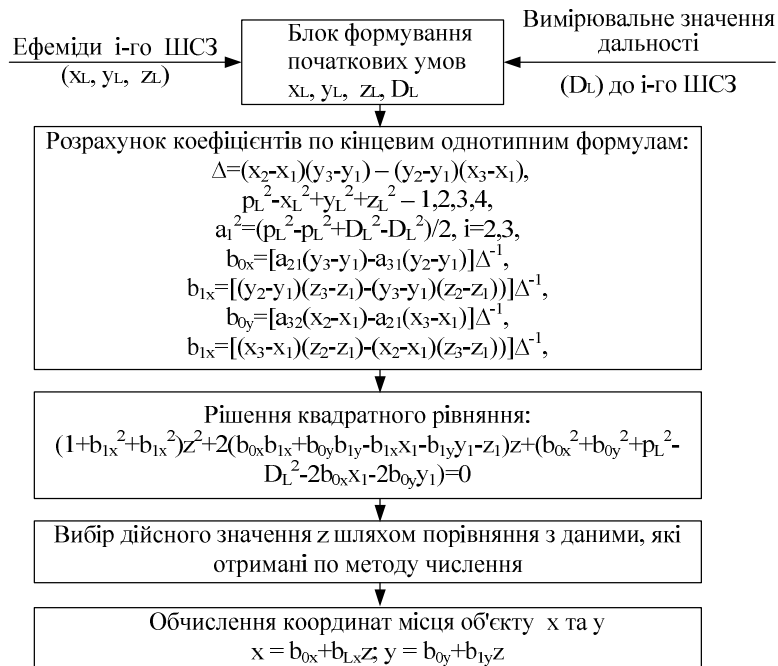 Ефеміди і-го ШСЗ
(xL, yL, zL)
Блок формування
початкових умов
xL, yL, zL, DL
Вимірювальне значення
дальності
(DL) до і-го ШСЗ
Розрахунок коефіцієнтів по кінцевим однотипним формулам:
Δ=(x₂-x₁)(y₃-y₁) – (y₂-y₁)(x₃-x₁),
pL²-xL²+yL²+zL² – 1,2,3,4,
a₁²=(pL²-pL²+DL²-DL²)/2, i=2,3,
b₀ₓ=[a₂₁(y₃-y₁)-a₃₁(y₂-y₁)]Δ⁻¹,
b₁ₓ=[(y₂-y₁)(z₃-z₁)-(y₃-y₁)(z₂-z₁))]Δ⁻¹,
b₀y=[a₃₂(x₂-x₁)-a₂₁(x₃-x₁)]Δ⁻¹,
b₁ₓ=[(x₃-x₁)(z₂-z₁)-(x₂-x₁)(z₃-z₁))]Δ⁻¹,
Рішення квадратного рівняння:
(1+b₁ₓ²+b₁ₓ²)z²+2(b₀ₓb₁ₓ+b₀yb₁y-b₁ₓx₁-b₁yy₁-z₁)z+(b₀ₓ²+b₀y²+pL²-
DL²-2b₀ₓx₁-2b₀yy₁)=0
Вибір дійсного значення z шляхом порівняння з даними, які
отримані по методу числення
Обчислення координат місця об'єкту x та y
x = b₀ₓ+bLₓz; y = b₀y+b₁yz